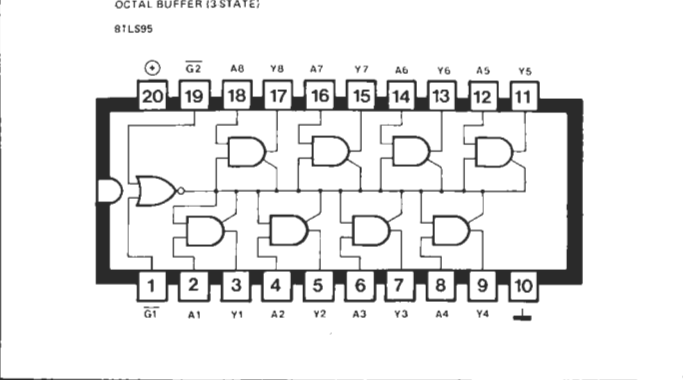 OCTAL BUFFER (3 STATE)
81LS95
G2 A8 Y8 A7 Y7 A6 Y6 A5 Y5
20 19 18 17 16 15 14 13 12 11
1 2 3 4 5 6 7 8 9 10
G1 A1 Y1 A2 Y2 A3 Y3 A4 Y4